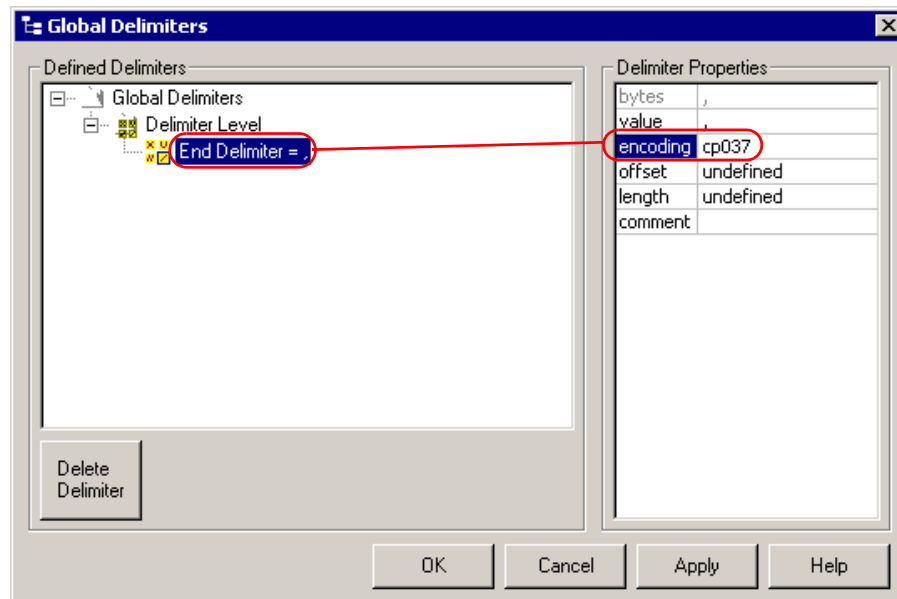 Global Delimiters
Defined Delimiters
Global Delimiters
Delimiter Level
End Delimiter = ,
Delete
Delimiter
Delimiter Properties
bytes ,
value ,
encoding cp037
offset undefined
length undefined
comment
OK Cancel Apply Help